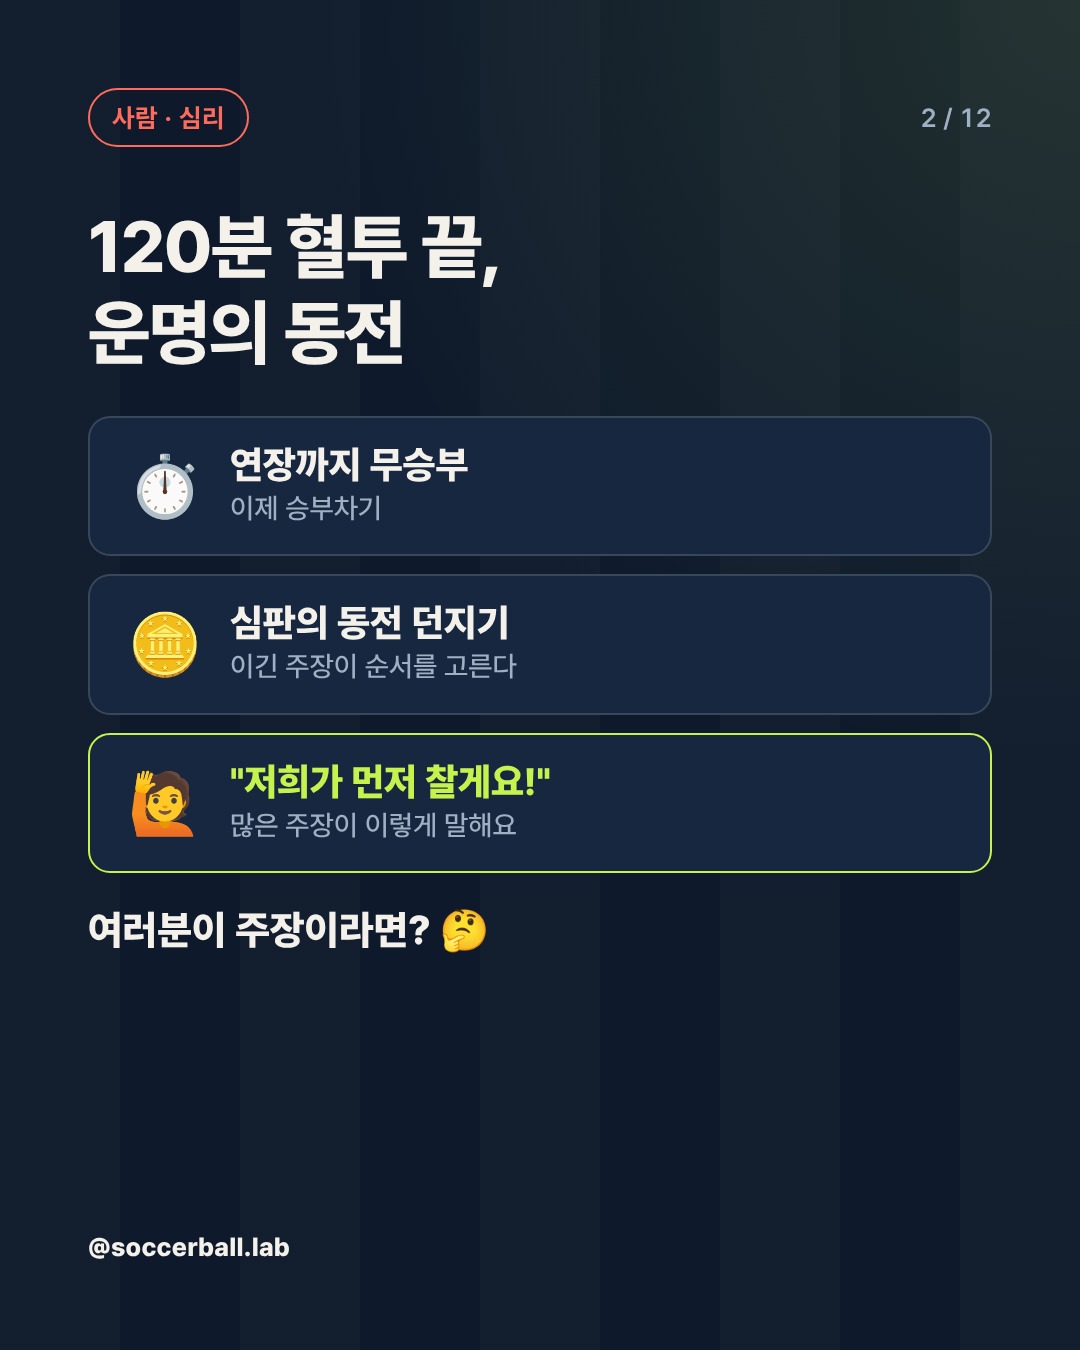 사람 · 심리
2 / 12
120분 혈투 끝,
운명의 동전
연장까지 무승부
이제 승부차기
심판의 동전 던지기
이긴 주장이 순서를 고른다
"저희가 먼저 찰게요!"
많은 주장이 이렇게 말해요
여러분이 주장이라면? 🤔
@soccerball.lab